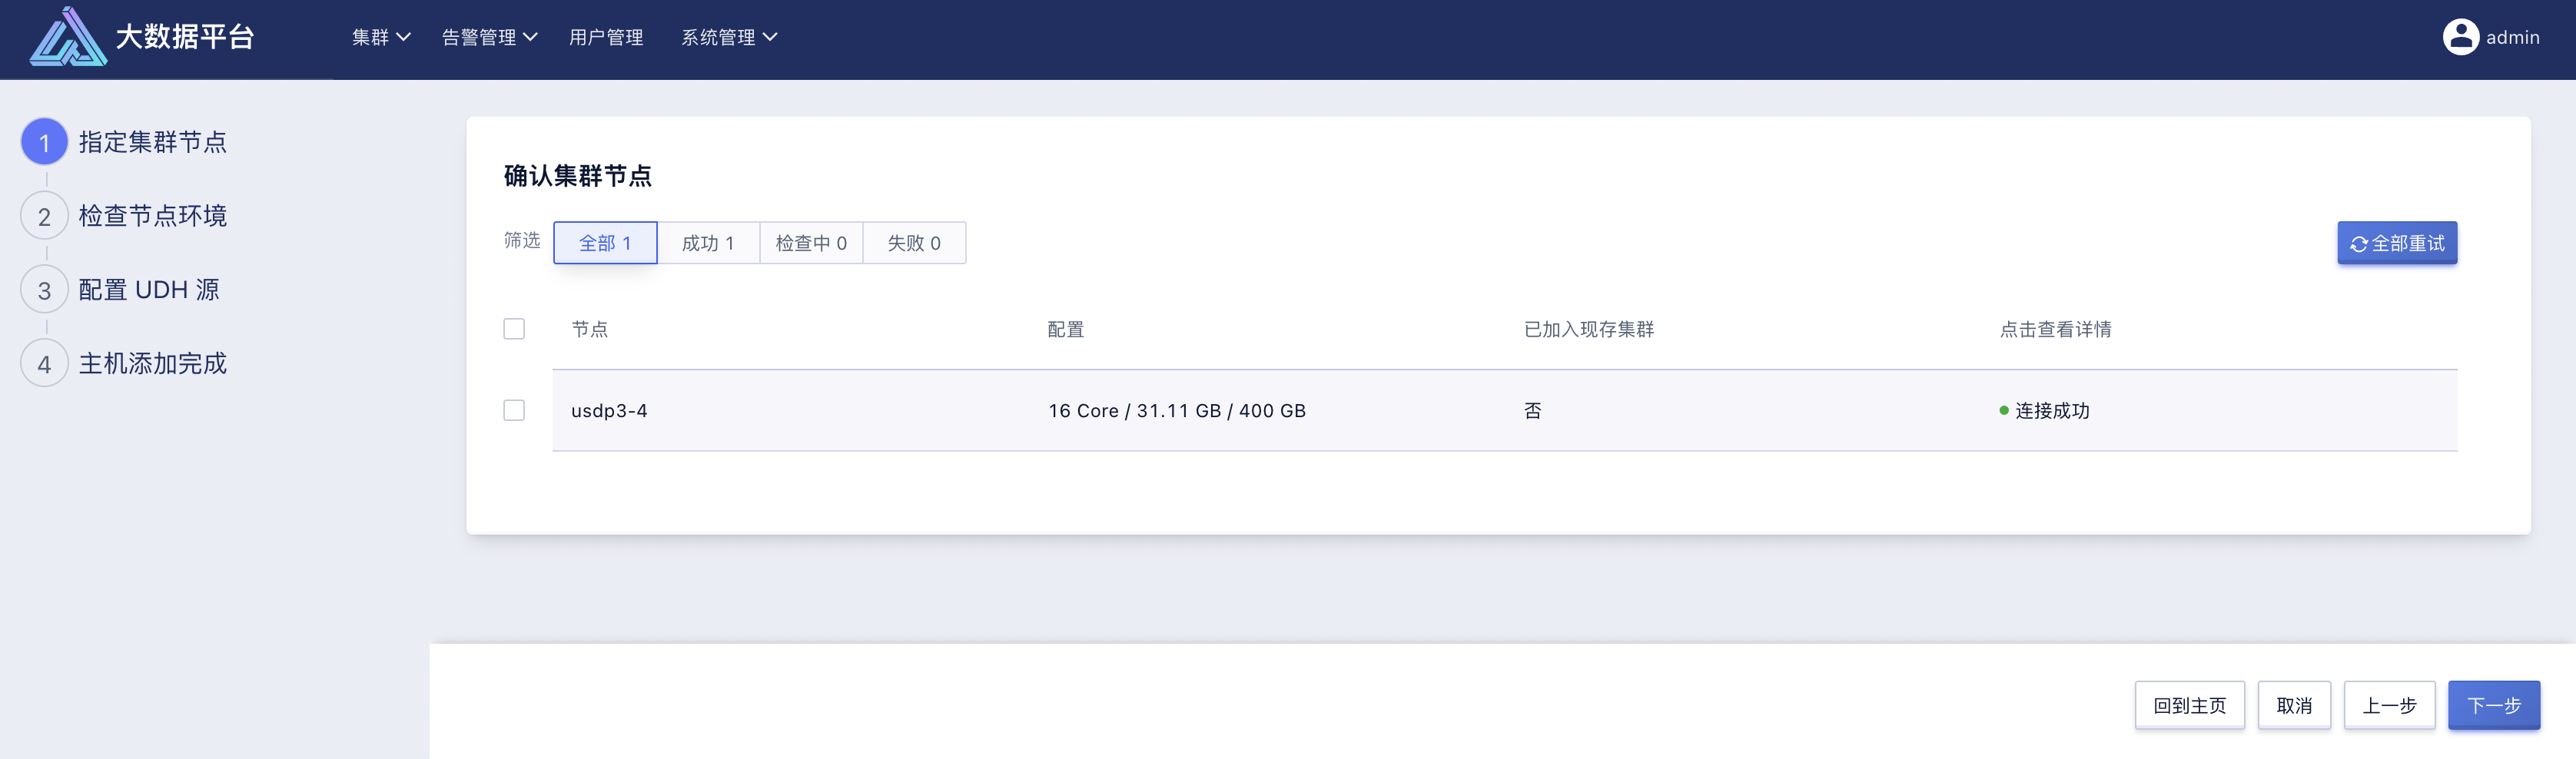 大数据平台
集群 告警管理 用户管理 系统管理 admin
1 指定集群节点
2 检查节点环境
3 配置 UDH 源
4 主机添加完成
确认集群节点
筛选 全部 1 成功 1 检查中 0 失败 0 全部重试
节点 配置 已加入现存集群 点击查看详情
usdp3-4 16 Core / 31.11 GB / 400 GB 否 连接成功
回到主页 取消 上一步 下一步